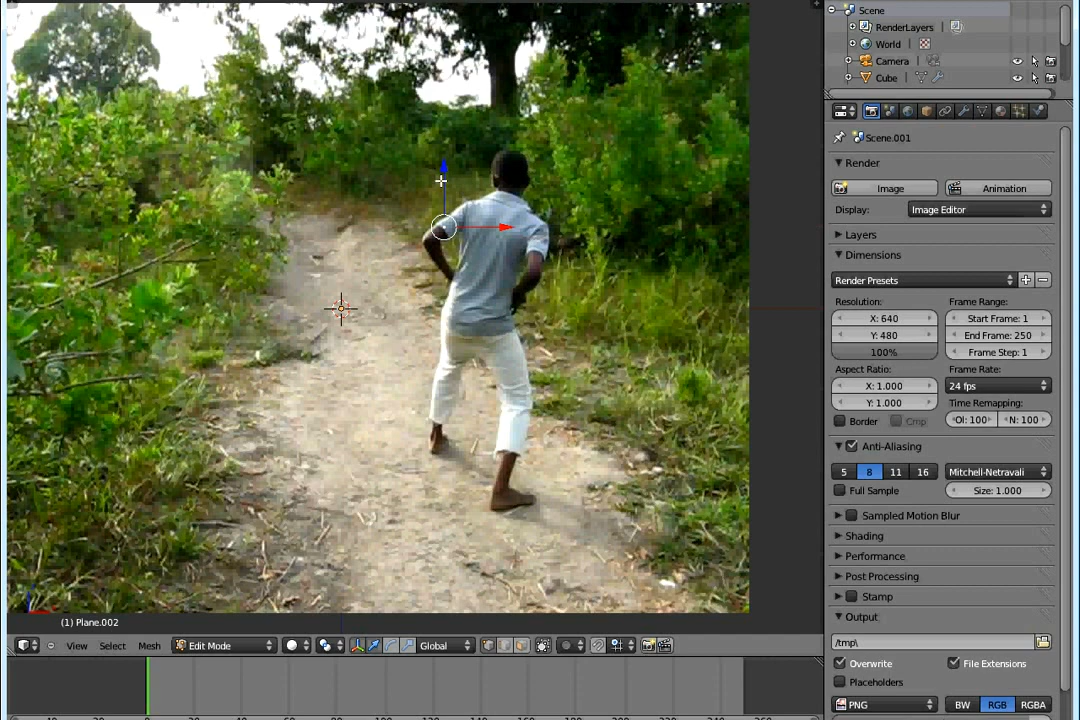 Scene
RenderLayers
World
Camera
Cube
Scene.001
Render
Image Animation
Display: Image Editor
Layers
Dimensions
Render Presets
Resolution: Frame Range:
X: 640 Start Frame: 1
Y: 480 End Frame: 250
100% Frame Step: 1
Aspect Ratio: Frame Rate:
X: 1.000 24 fps
Y: 1.000 Time Remapping:
Border Crop Ol: 100 N: 100
Anti-Aliasing
5 8 11 16 Mitchell-Netravali
Full Sample Size: 1.000
Sampled Motion Blur
Shading
Performance
Post Processing
Stamp
Output
/tmp\
Overwrite File Extensions
Placeholders
PNG BW RGB RGBA
(1) Plane.002
View Select Mesh Edit Mode Global